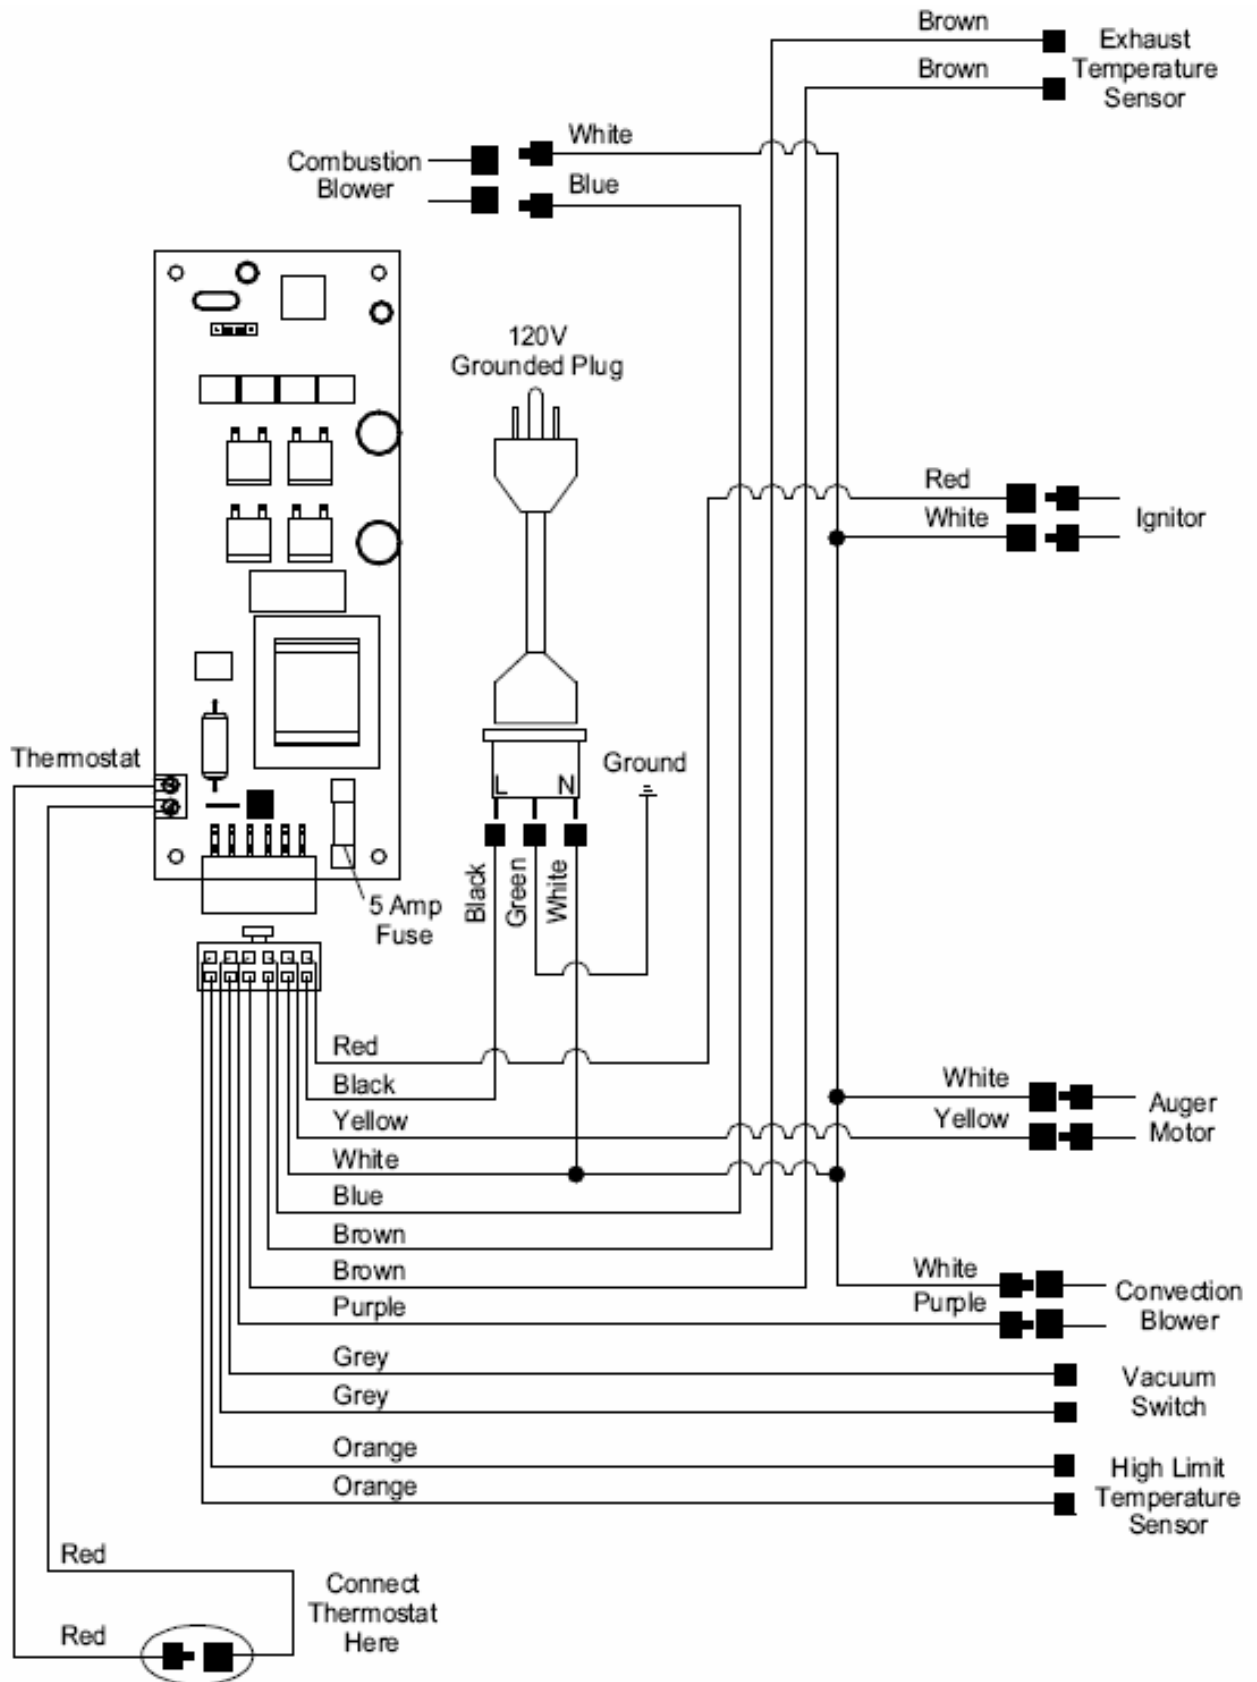 Brown
Exhaust
Temperature
Sensor
Brown
White
Combustion
Blower
Blue
120V
Grounded Plug
Red
White
Ignitor
Thermostat
L
N
Ground
Black
Green
White
5 Amp
Fuse
Red
Black
Yellow
White
Blue
Brown
Brown
Purple
Grey
Grey
Orange
Orange
White
Yellow
Auger
Motor
White
Purple
Convection
Blower
Vacuum
Switch
High Limit
Temperature
Sensor
Red
Red
Connect
Thermostat
Here